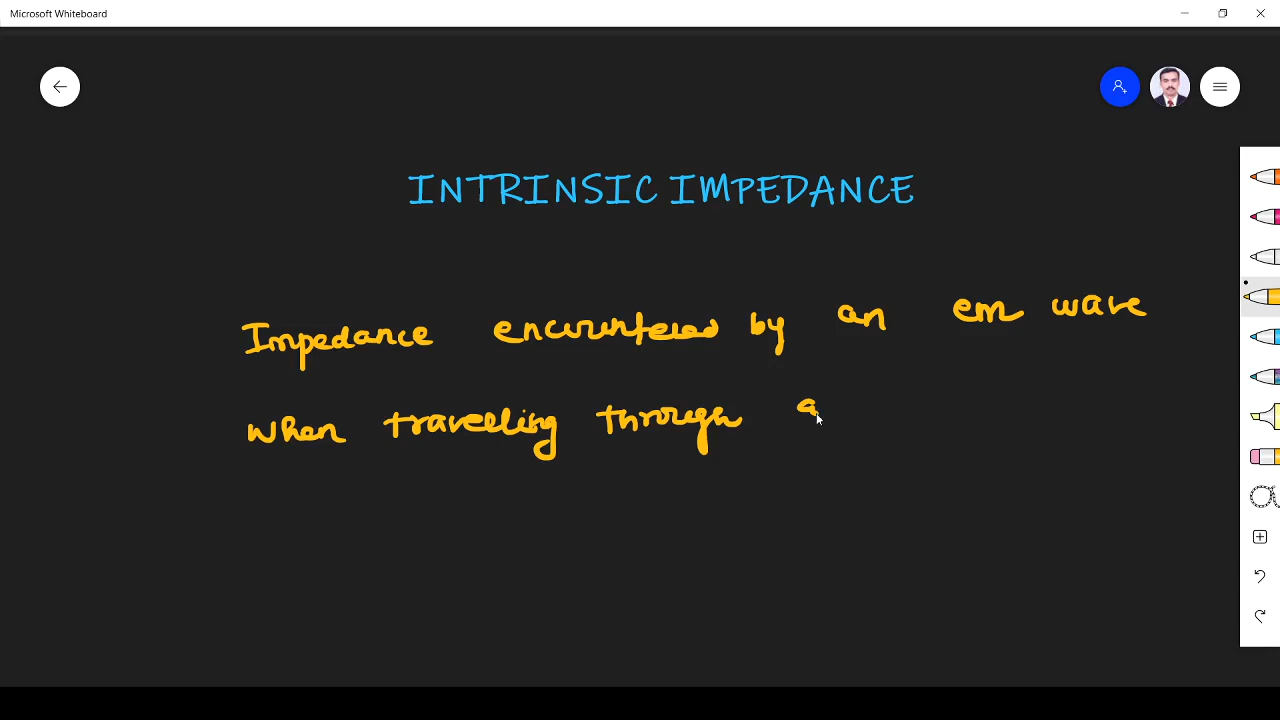 Microsoft Whiteboard
INTRINSIC IMPEDANCE
Impedance encountered by an em wave
when travelling through a